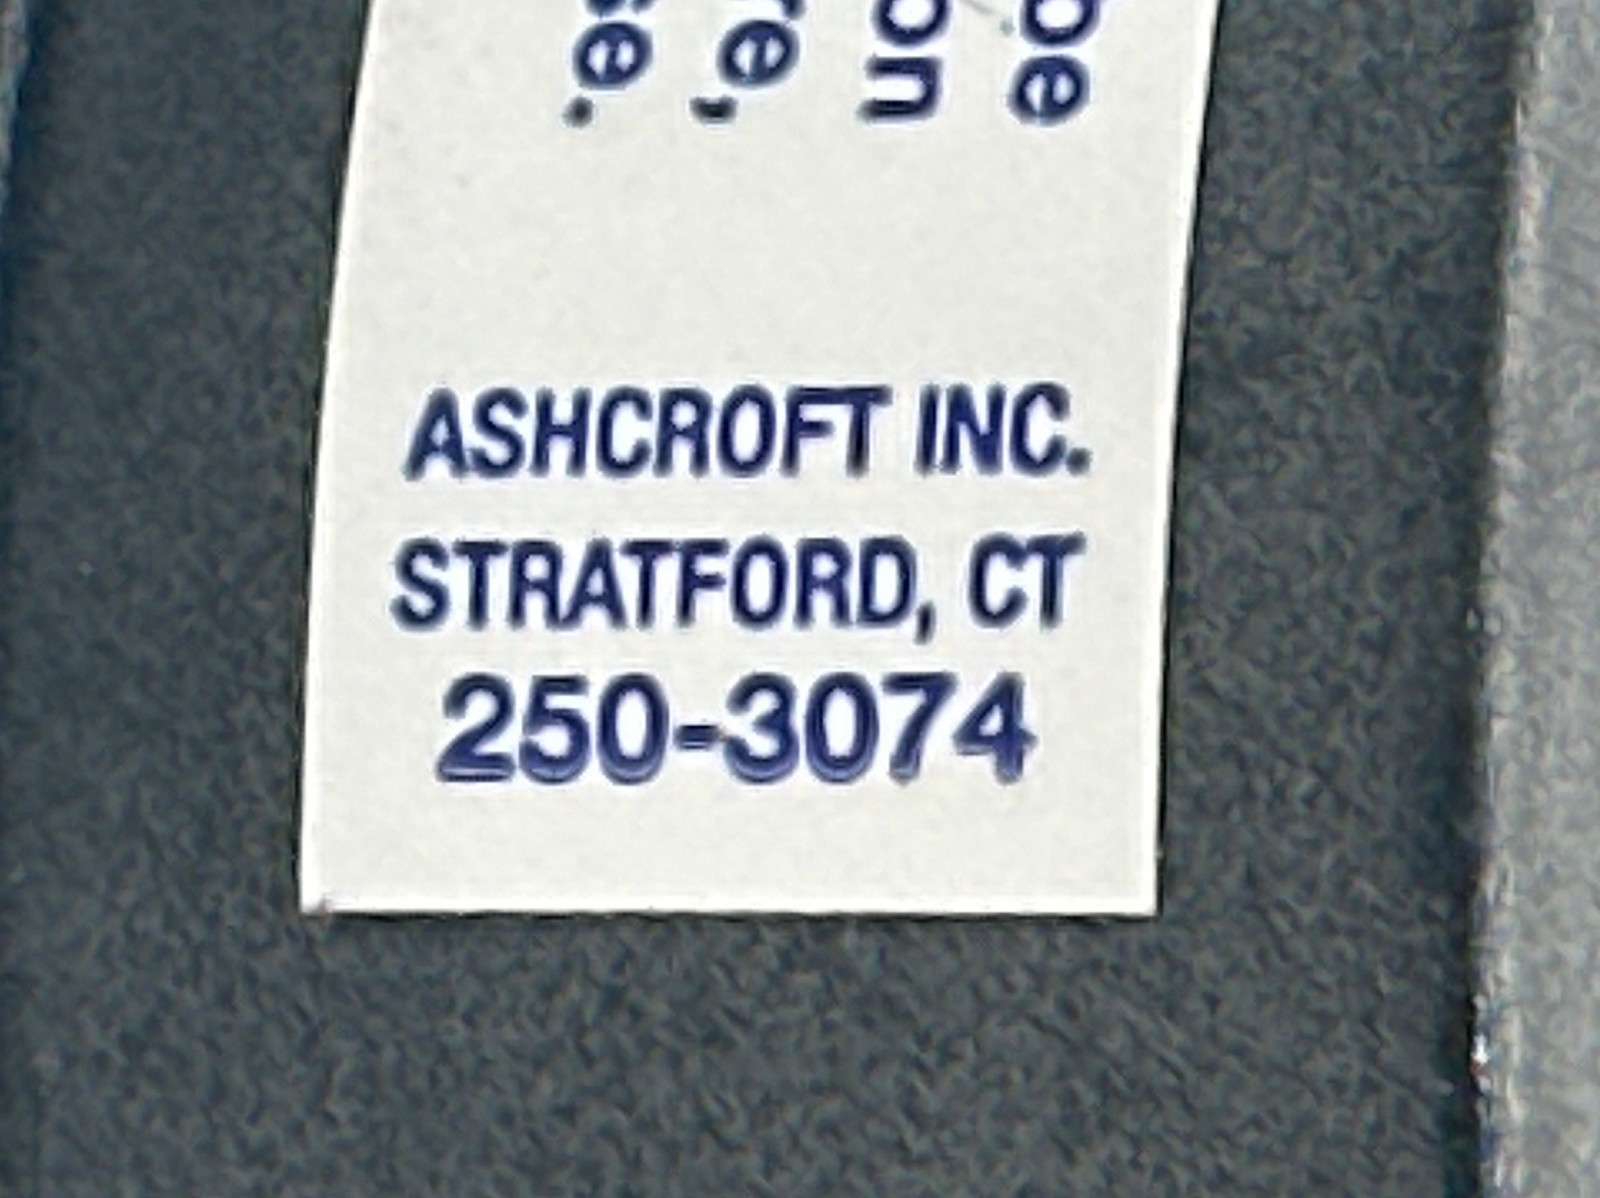 ASHCROFT INC.
STRATFORD, CT
250-3074